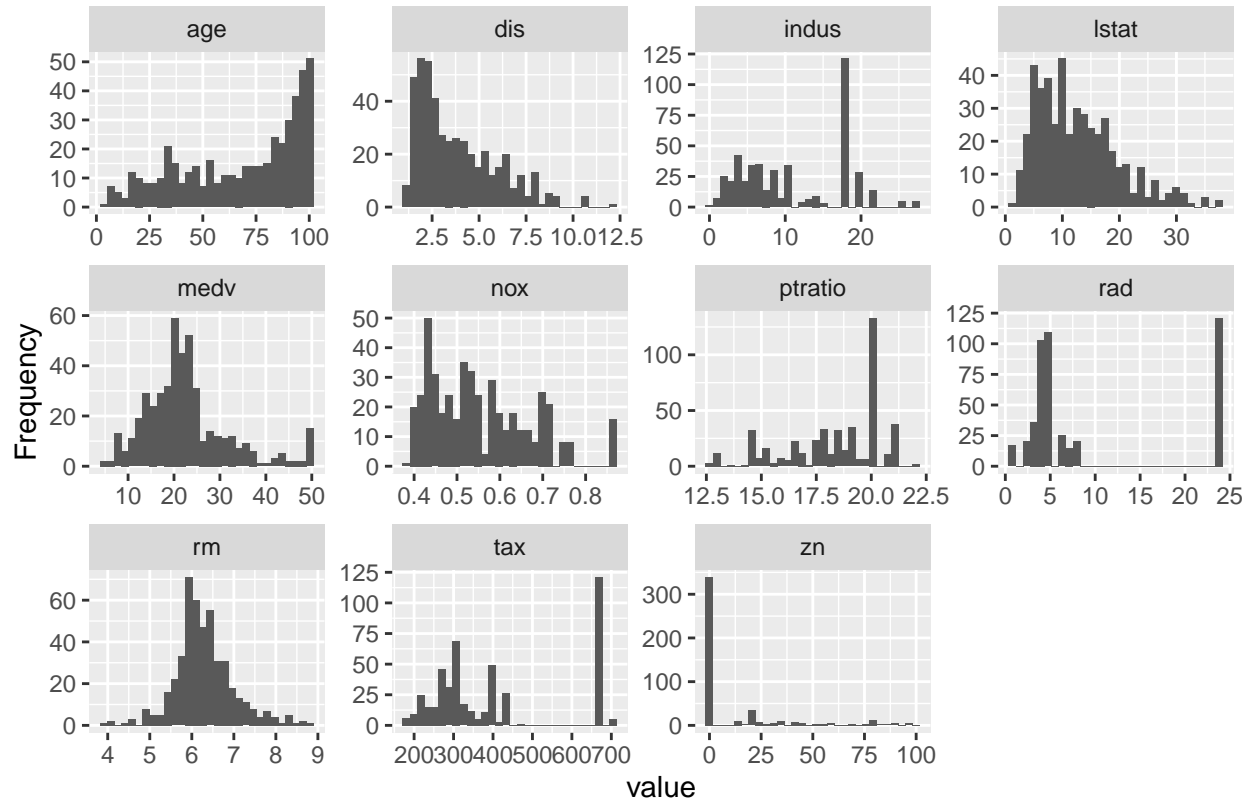 age dis indus lstat
50 40 30 20 10 0
40 20 0
125 100 75 50 25 0
40 30 20 10 0
0 25 50 75 100
2.5 5.0 7.5 10.0 12.5
0 10 20
0 10 20 30
medv nox ptratio rad
60 40 20 0
50 40 30 20 10 0
100 50 0
125 100 75 50 25 0
10 20 30 40 50
0.4 0.5 0.6 0.7 0.8
12.5 15.0 17.5 20.0 22.5
0 5 10 15 20 25
rm tax zn
60 40 20 0
125 100 75 50 25 0
300 200 100 0
4 5 6 7 8 9
200 300 400 500 600 700
0 25 50 75 100
Frequency
value